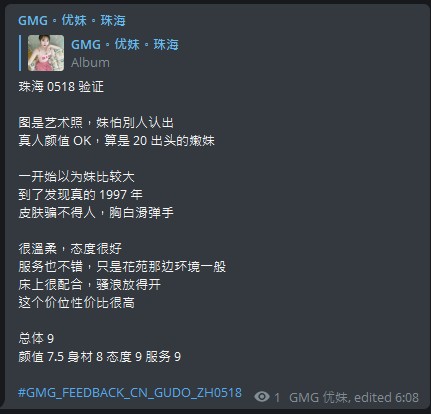 GMG。优妹。珠海
GMG。优妹。珠海
Album
珠海 0518 验证
图是艺术照，妹怕别人认出
真人颜值 OK，算是 20 出头的嫩妹
一开始以为妹比较大
到了发现真的 1997 年
皮肤骗不得人，胸白滑弹手
很溫柔，态度很好
服务也不错，只是花苑那边环境一般
床上很配合，骚浪放得开
这个价位性价比很高
总体 9
颜值 7.5 身材 8 态度 9 服务 9
#GMG_FEEDBACK_CN_GUDO_ZH0518
1 GMG 优妹, edited 6:08